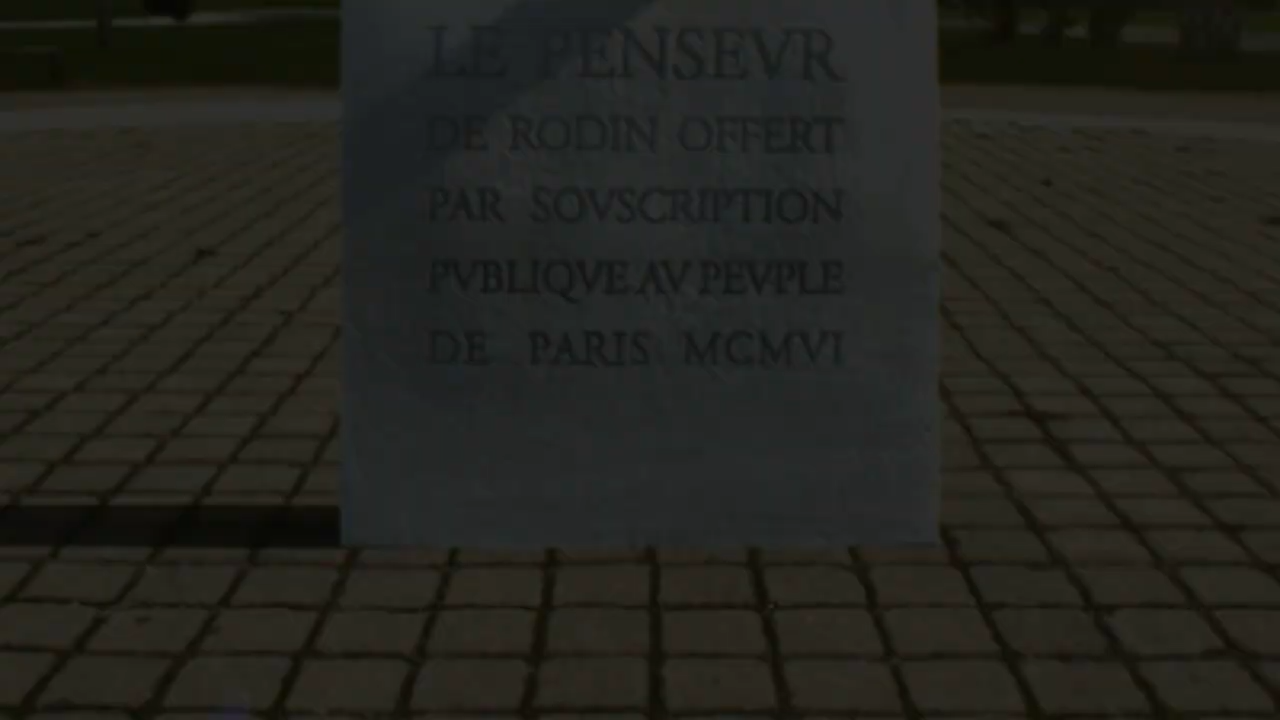 LE PENSEVR
DE RODIN OFFERT
PAR SOVSCRIPTION
PVBLIQVE AV PEVPLE
DE PARIS MCMVI